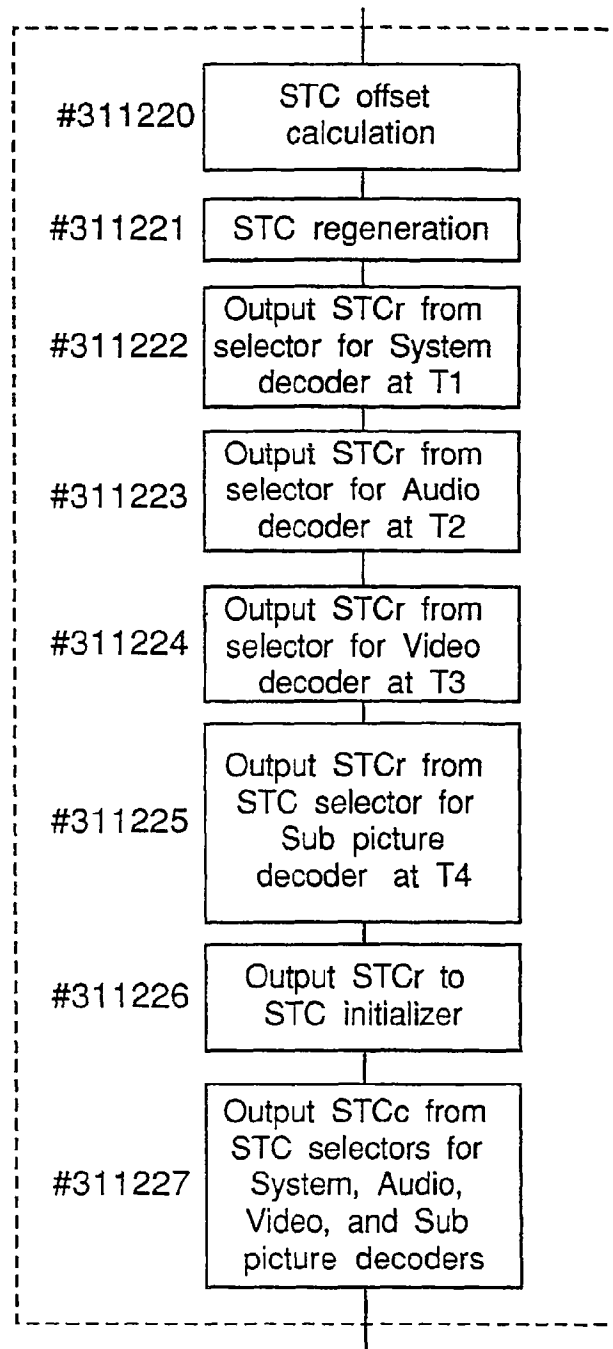 #311220
STC offset
calculation
#311221
STC regeneration
#311222
Output STCr from
selector for System
decoder at T1
#311223
Output STCr from
selector for Audio
decoder at T2
#311224
Output STCr from
selector for Video
decoder at T3
#311225
Output STCr from
STC selector for
Sub picture
decoder at T4
#311226
Output STCr to
STC initializer
#311227
Output STCc from
STC selectors for
System, Audio,
Video, and Sub
picture decoders